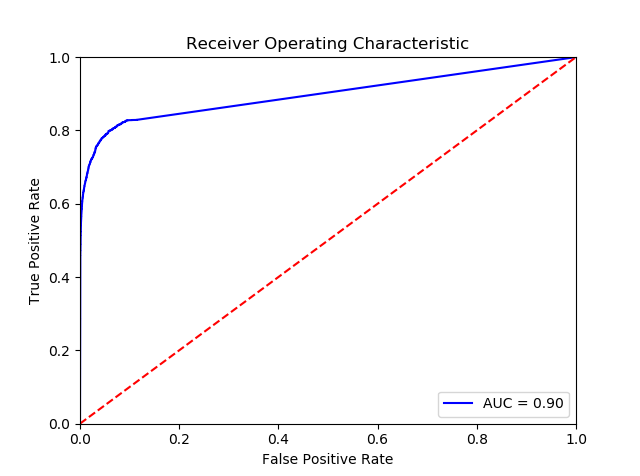 Receiver Operating Characteristic
True Positive Rate
1.0
0.8
0.6
0.4
0.2
0.0
AUC = 0.90
0.0 0.2 0.4 0.6 0.8 1.0
False Positive Rate